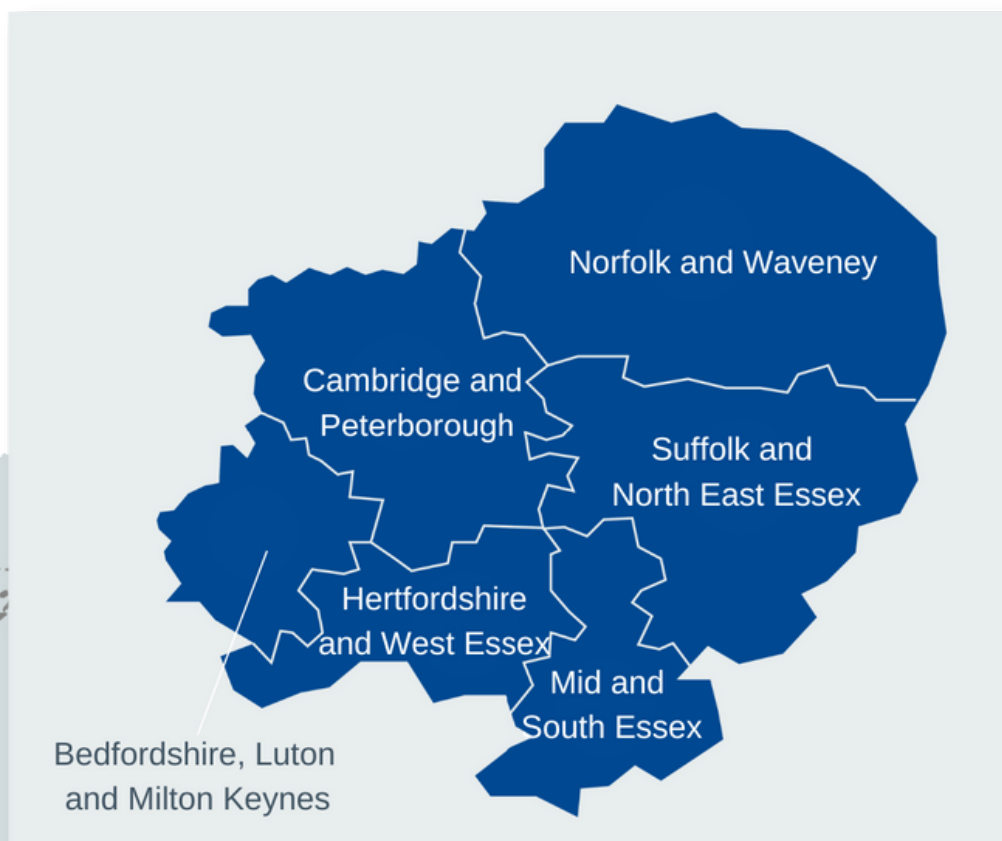 Norfolk and Waveney
Cambridge and
Peterborough
Suffolk and
North East Essex
Hertfordshire
and West Essex
Mid and
South Essex
Bedfordshire, Luton
and Milton Keynes